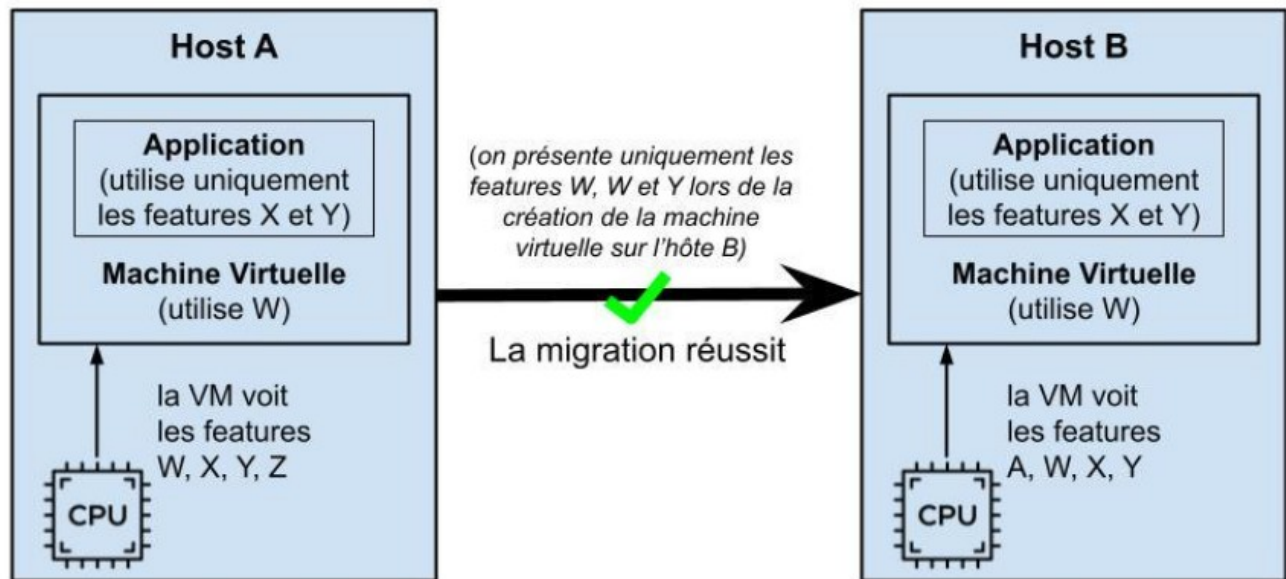 Host A
Application
(utilise uniquement
les features X et Y)
Machine Virtuelle
(utilise W)
la VM voit
les features
W, X, Y, Z
CPU
(on présente uniquement les
features W, W et Y lors de la
création de la machine
virtuelle sur l'hôte B)
La migration réussit
Host B
Application
(utilise uniquement
les features X et Y)
Machine Virtuelle
(utilise W)
la VM voit
les features
A, W, X, Y
CPU